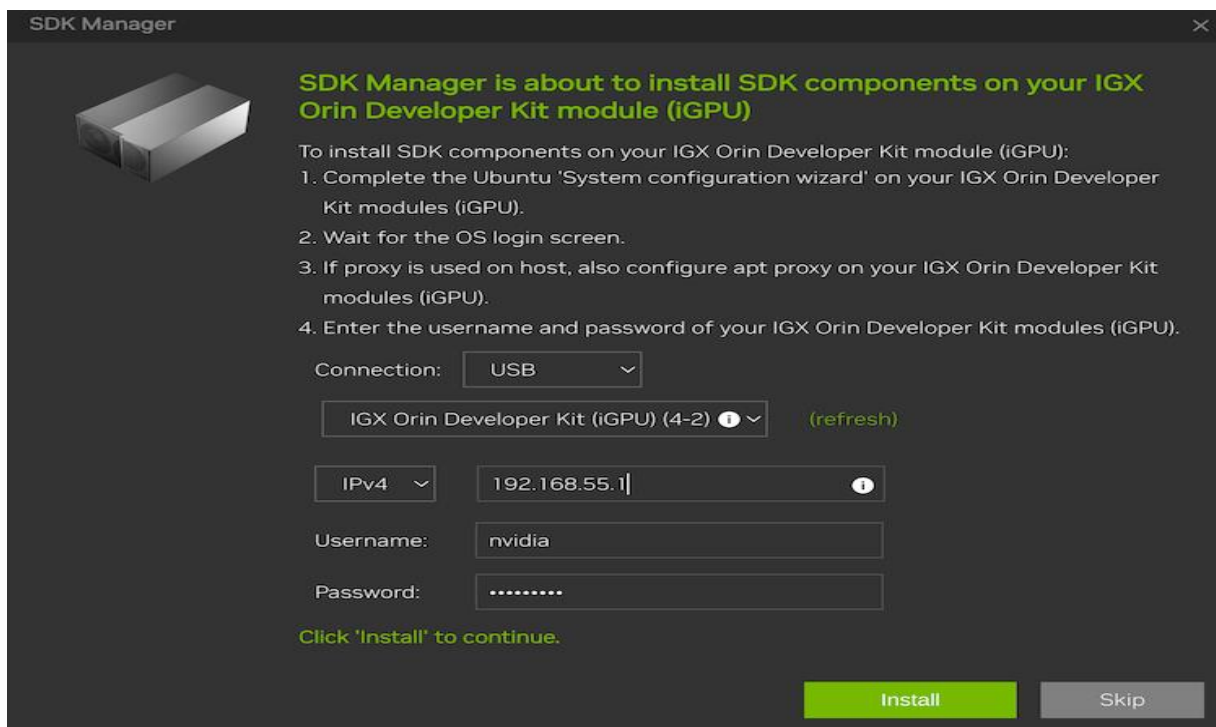 SDK Manager
SDK Manager is about to install SDK components on your IGX
Orin Developer Kit module (iGPU)
To install SDK components on your IGX Orin Developer Kit module (iGPU):
1. Complete the Ubuntu 'System configuration wizard' on your IGX Orin Developer
Kit modules (iGPU).
2. Wait for the OS login screen.
3. If proxy is used on host, also configure apt proxy on your IGX Orin Developer Kit
modules (iGPU).
4. Enter the username and password of your IGX Orin Developer Kit modules (iGPU).
Connection: USB
IGX Orin Developer Kit (iGPU) (4-2) (refresh)
IPv4 192.168.55.1
Username: nvidia
Password: •••••••••
Click 'Install' to continue.
Install Skip